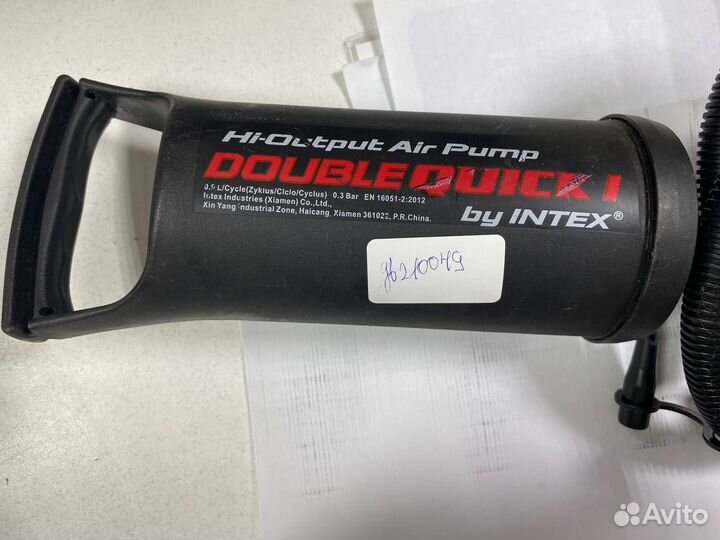 Hi-Output Air Pump
DOUBLE QUICK I
by INTEX®
L/Cycle(Zyklus/Ciclo/Cyclus) 0.3 Bar EN 16051-2:2012
Intex Industries (Xiamen) Co.,Ltd.,
Xin Yang Industrial Zone, Haicang, Xiamen 361022, P.R.China.
210049
Avito